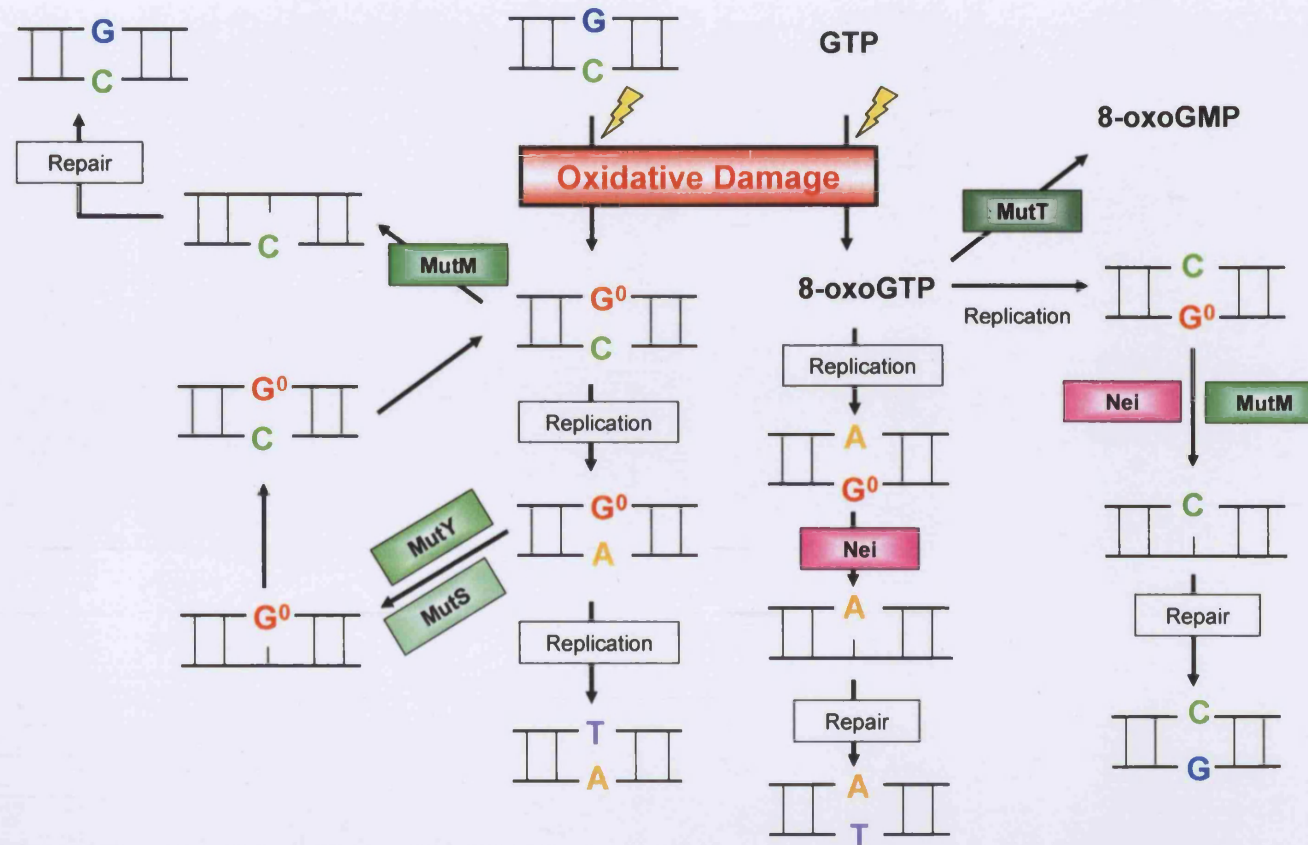 G
C
Repair
C
G
C
GTP
Oxidative Damage
MutM
G⁰
C
8-oxoGTP
MutT
8-oxoGMP
Replication
C
G⁰
G⁰
C
Replication
Replication
Nei
MutM
G⁰
A
MutY
MutS
G⁰
A
G⁰
Nei
C
Replication
A
Repair
T
A
Repair
A
T
C
G